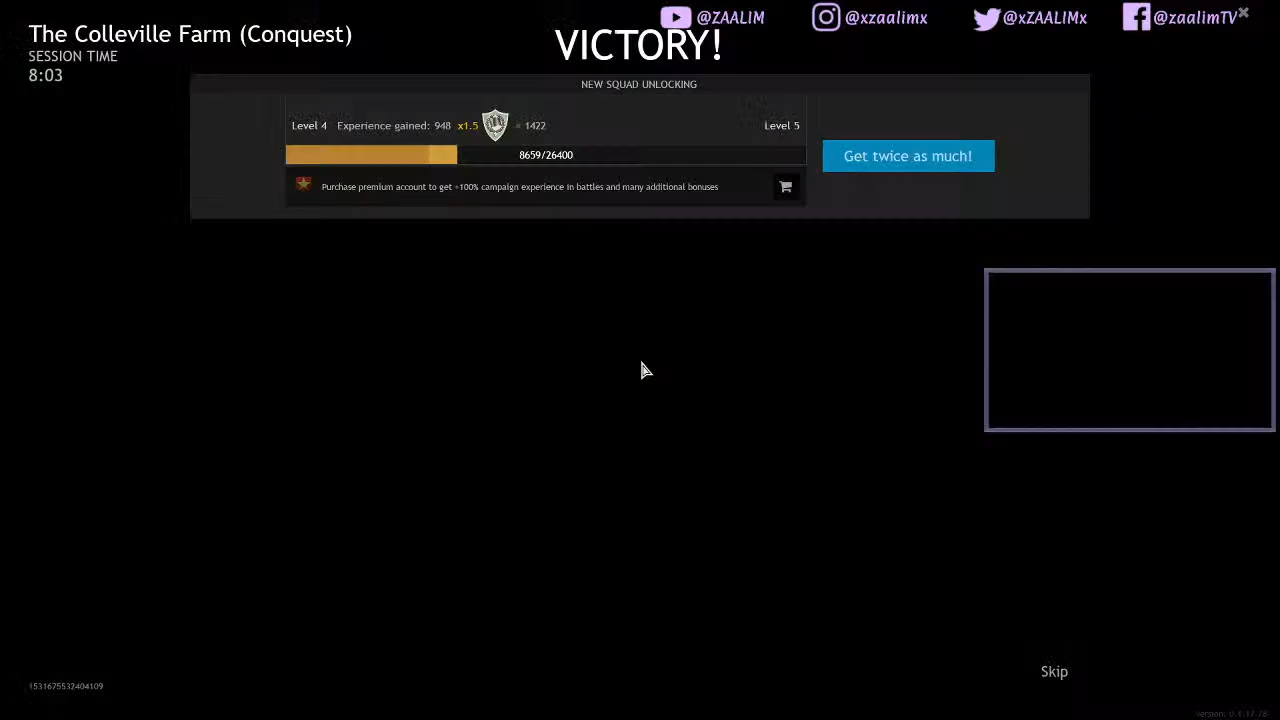 The Colleville Farm (Conquest)
SESSION TIME
8:03
VICTORY!
@ZAALIM
@xzaalimx
@xZAALIMx
@zaalimTV
NEW SQUAD UNLOCKING
Level 4 Experience gained: 948 x1.5 = 1422 Level 5
8659/26400
Get twice as much!
Purchase premium account to get +100% campaign experience in battles and many additional bonuses
Skip
1531675532404109